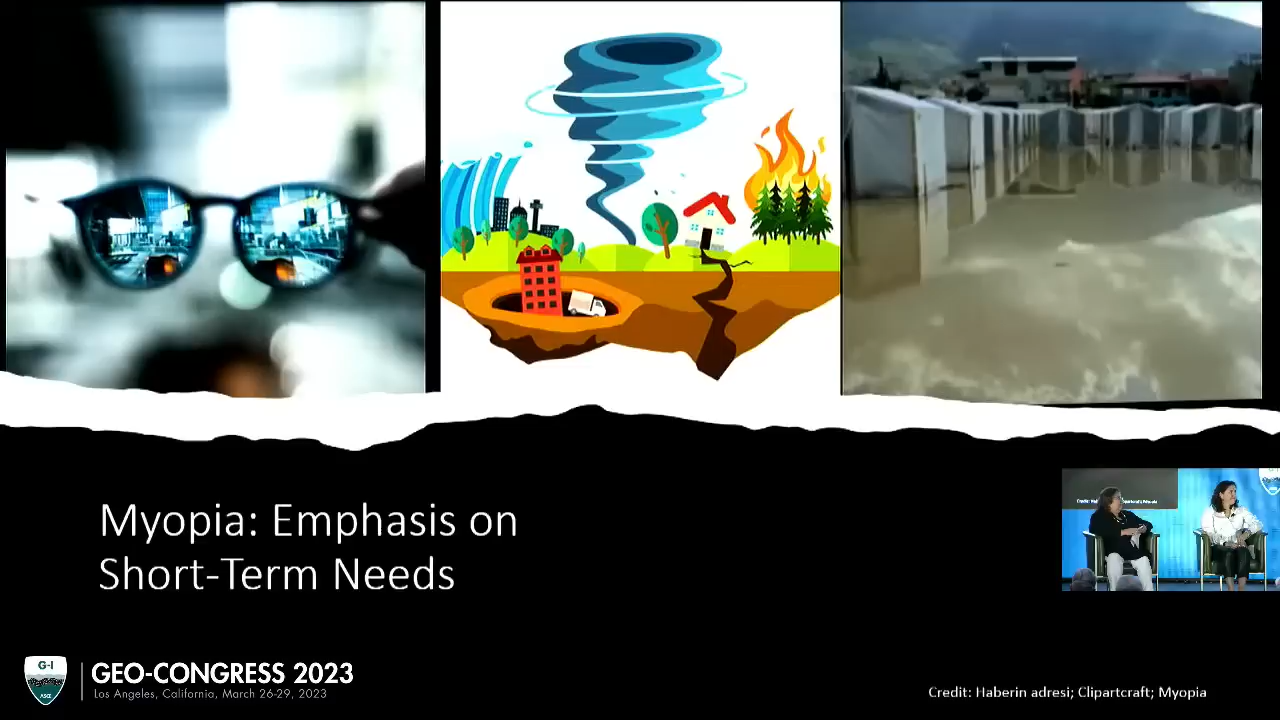 Myopia: Emphasis on
Short-Term Needs
G-I
ASCE
GEO-CONGRESS 2023
Los Angeles, California, March 26-29, 2023
Credit: Haberin adresi; Clipartcraft; Myopia